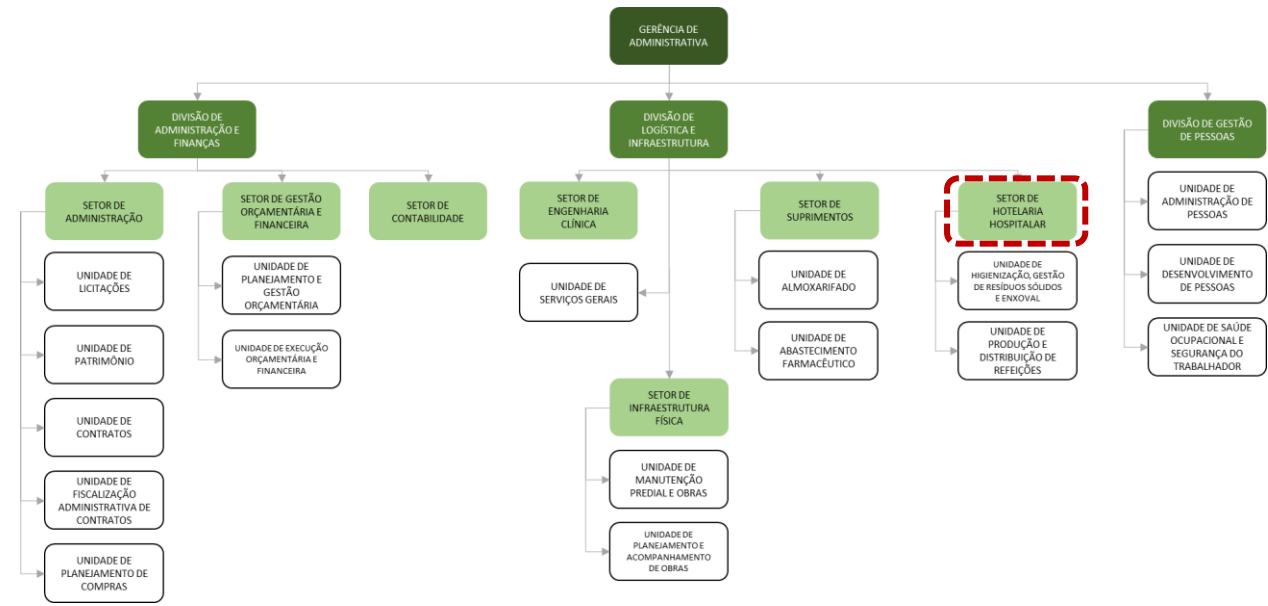 GERÊNCIA DE
ADMINISTRATIVA
DIVISÃO DE
ADMINISTRAÇÃO E
FINANÇAS
DIVISÃO DE
LOGÍSTICA E
INFRAESTRUTURA
DIVISÃO DE GESTÃO
DE PESSOAS
SETOR DE
ADMINISTRAÇÃO
SETOR DE GESTÃO
ORÇAMENTÁRIA E
FINANCEIRA
SETOR DE
CONTABILIDADE
SETOR DE
ENGENHARIA
CLÍNICA
SETOR DE
SUPRIMENTOS
SETOR DE
HOTELARIA
HOSPITALAR
UNIDADE DE
ADMINISTRAÇÃO DE
PESSOAS
UNIDADE DE
LICITAÇÕES
UNIDADE DE
PLANEJAMENTO E
GESTÃO
ORÇAMENTÁRIA
UNIDADE DE
SERVIÇOS GERAIS
UNIDADE DE
ALMOXARIFADO
UNIDADE DE
HIGIENIZAÇÃO, GESTÃO
DE RESÍDUOS SÓLIDOS
E ENXOVAL
UNIDADE DE
DESENVOLVIMENTO
DE PESSOAS
UNIDADE DE
PATRIMÔNIO
UNIDADE DE EXECUÇÃO
ORÇAMENTÁRIA E
FINANCEIRA
UNIDADE DE
ABASTECIMENTO
FARMACÊUTICO
UNIDADE DE
PRODUÇÃO E
DISTRIBUIÇÃO DE
REFEIÇÕES
UNIDADE DE SAÚDE
OCUPACIONAL E
SEGURANÇA DO
TRABALHADOR
UNIDADE DE
CONTRATOS
SETOR DE
INFRAESTRUTURA
FÍSICA
UNIDADE DE
FISCALIZAÇÃO
ADMINISTRATIVA DE
CONTRATOS
UNIDADE DE
MANUTENÇÃO
PREDIAL E OBRAS
UNIDADE DE
PLANEJAMENTO DE
COMPRAS
UNIDADE DE
PLANEJAMENTO E
ACOMPANHAMENTO
DE OBRAS